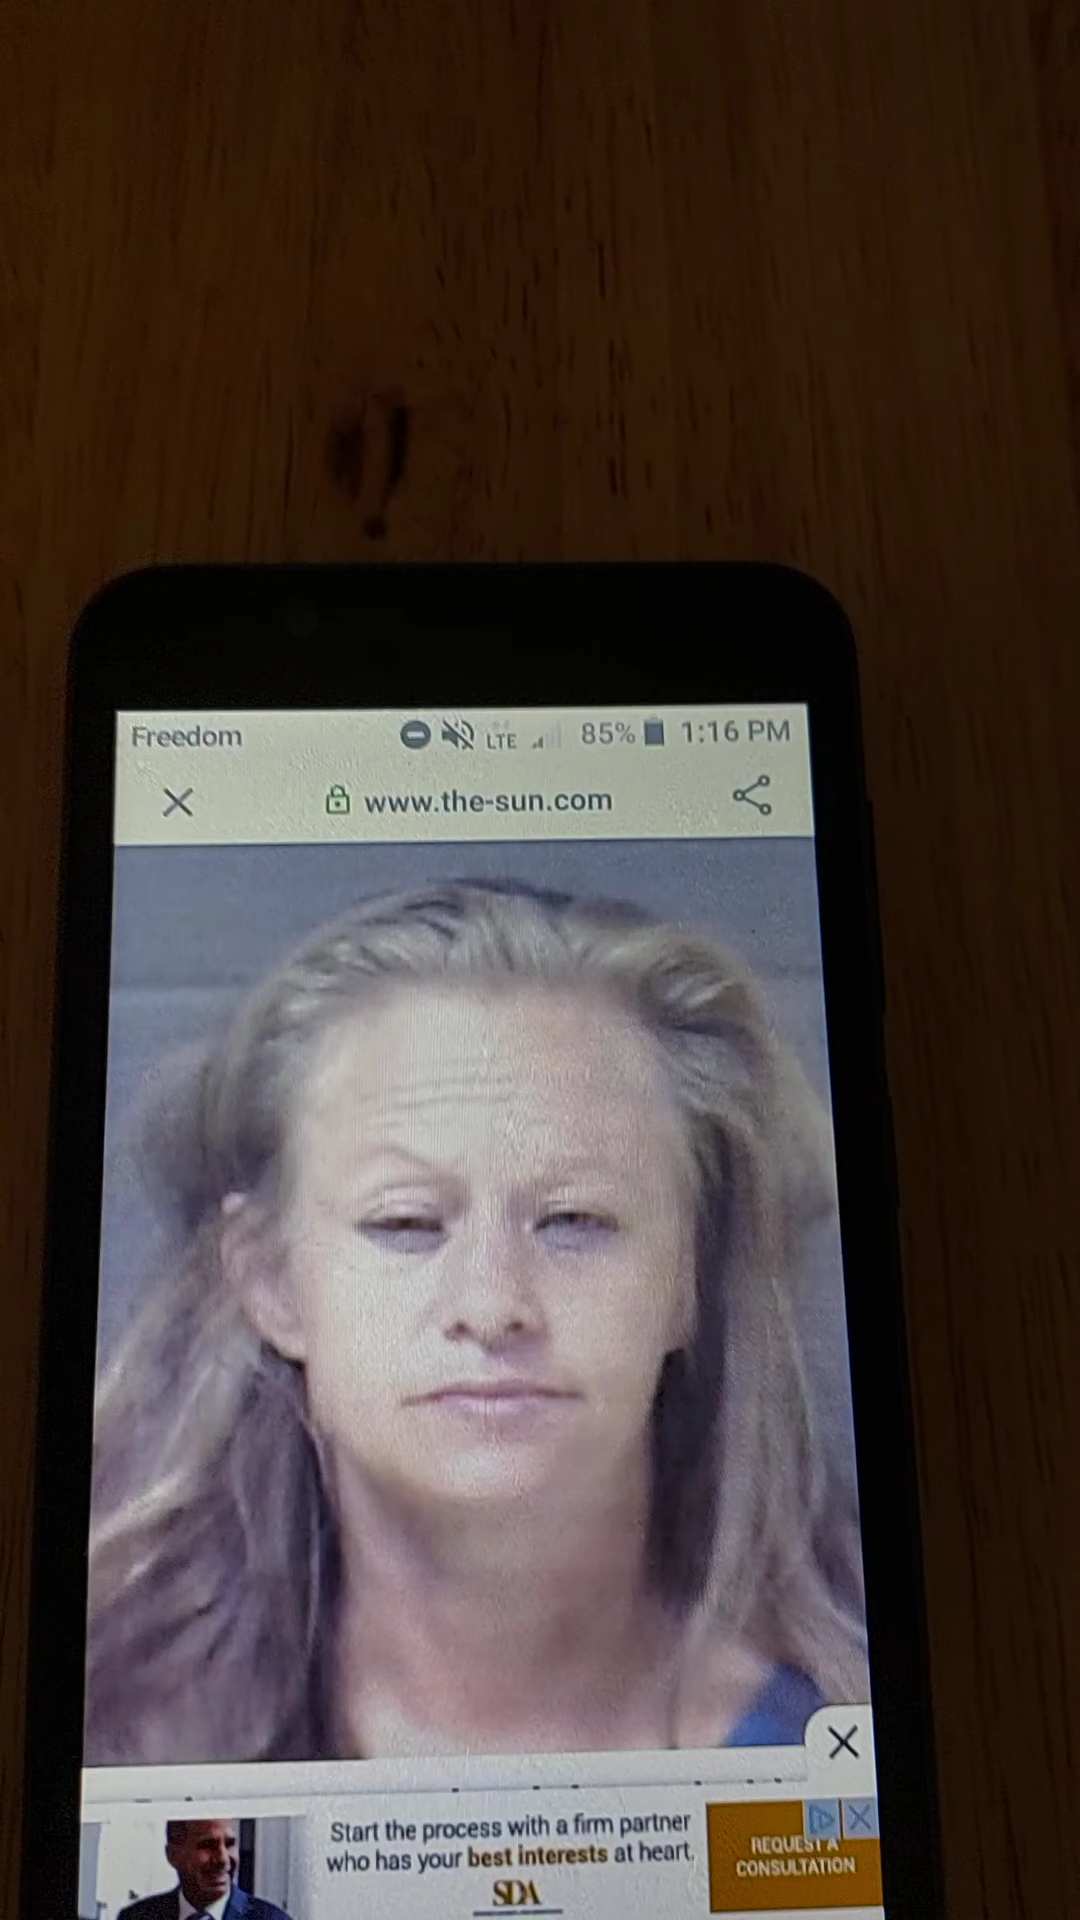 Freedom LTE 85% 1:16 PM
www.the-sun.com
Start the process with a firm partner
who has your best interests at heart.
SDA
REQUEST A
CONSULTATION